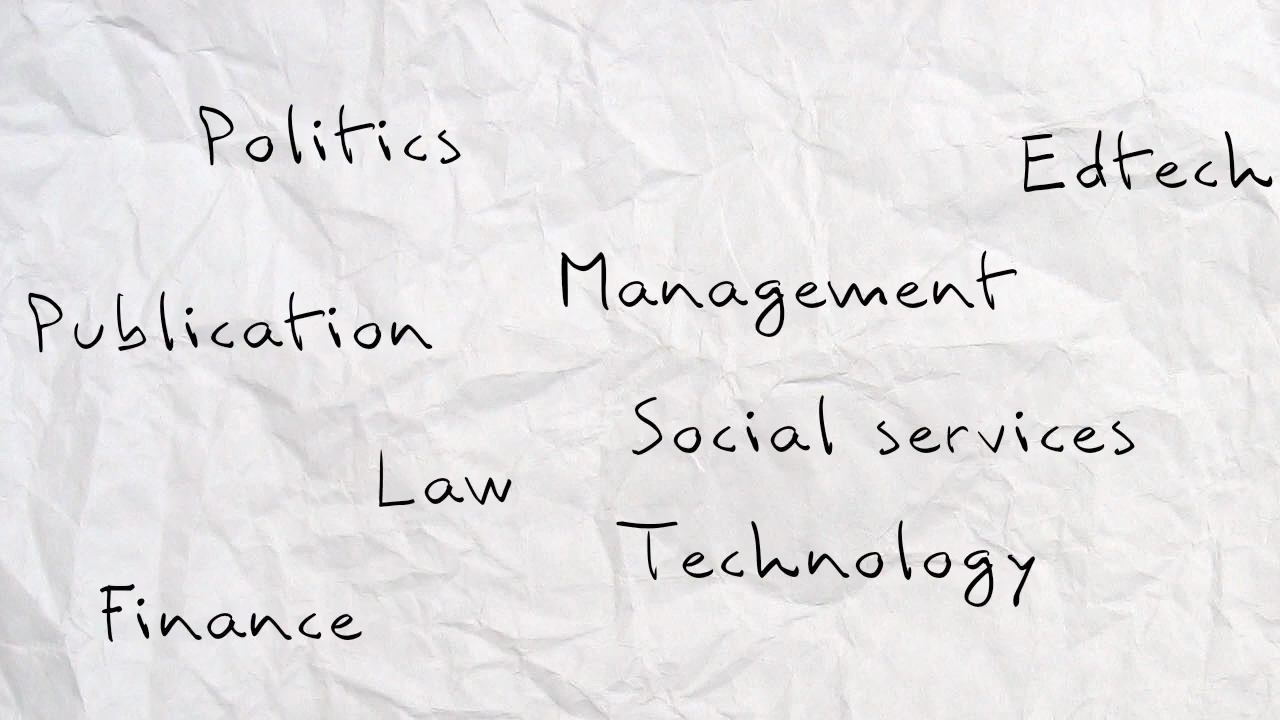 Politics
Edtech
Management
Publication
Social services
Law
Technology
Finance